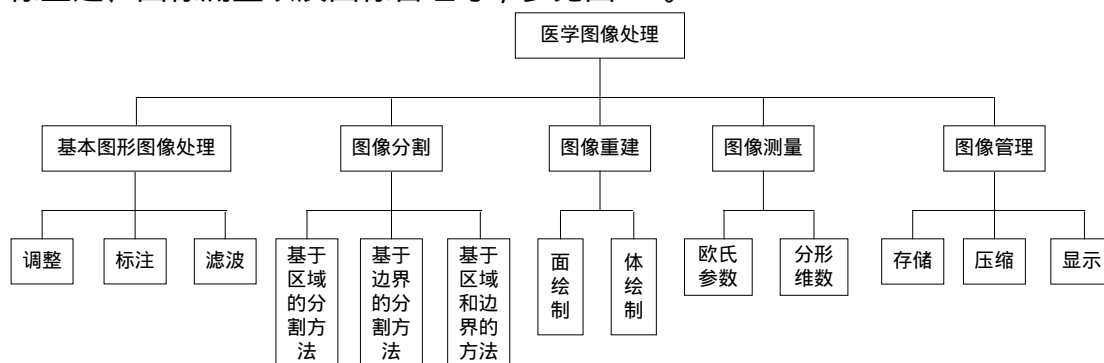 医学图像处理
基本图形图像处理
图像分割
图像重建
图像测量
图像管理
调整
标注
滤波
基于
区域
的分
割方
法
基于
边界
的分
割方
法
基于
区域
和边
界的
方法
面
绘
制
体
绘
制
欧氏
参数
分形
维数
存储
压缩
显示